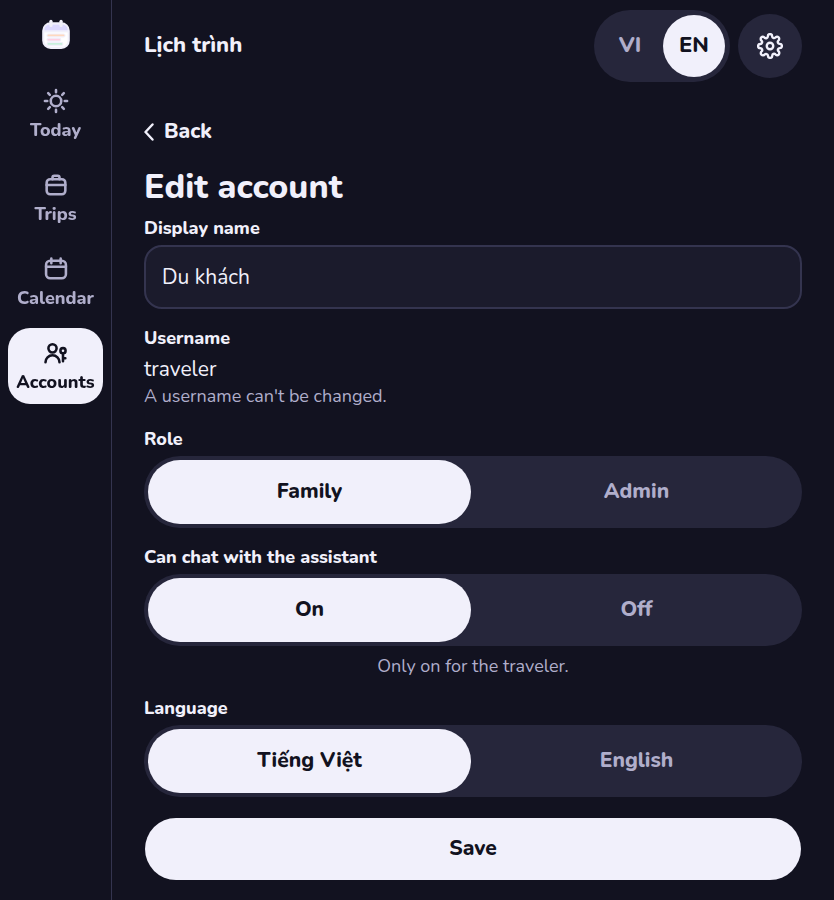 Lịch trình
VI
EN
Today
Trips
Calendar
Accounts
Back
Edit account
Display name
Du khách
Username
traveler
A username can't be changed.
Role
Family
Admin
Can chat with the assistant
On
Off
Only on for the traveler.
Language
Tiếng Việt
English
Save